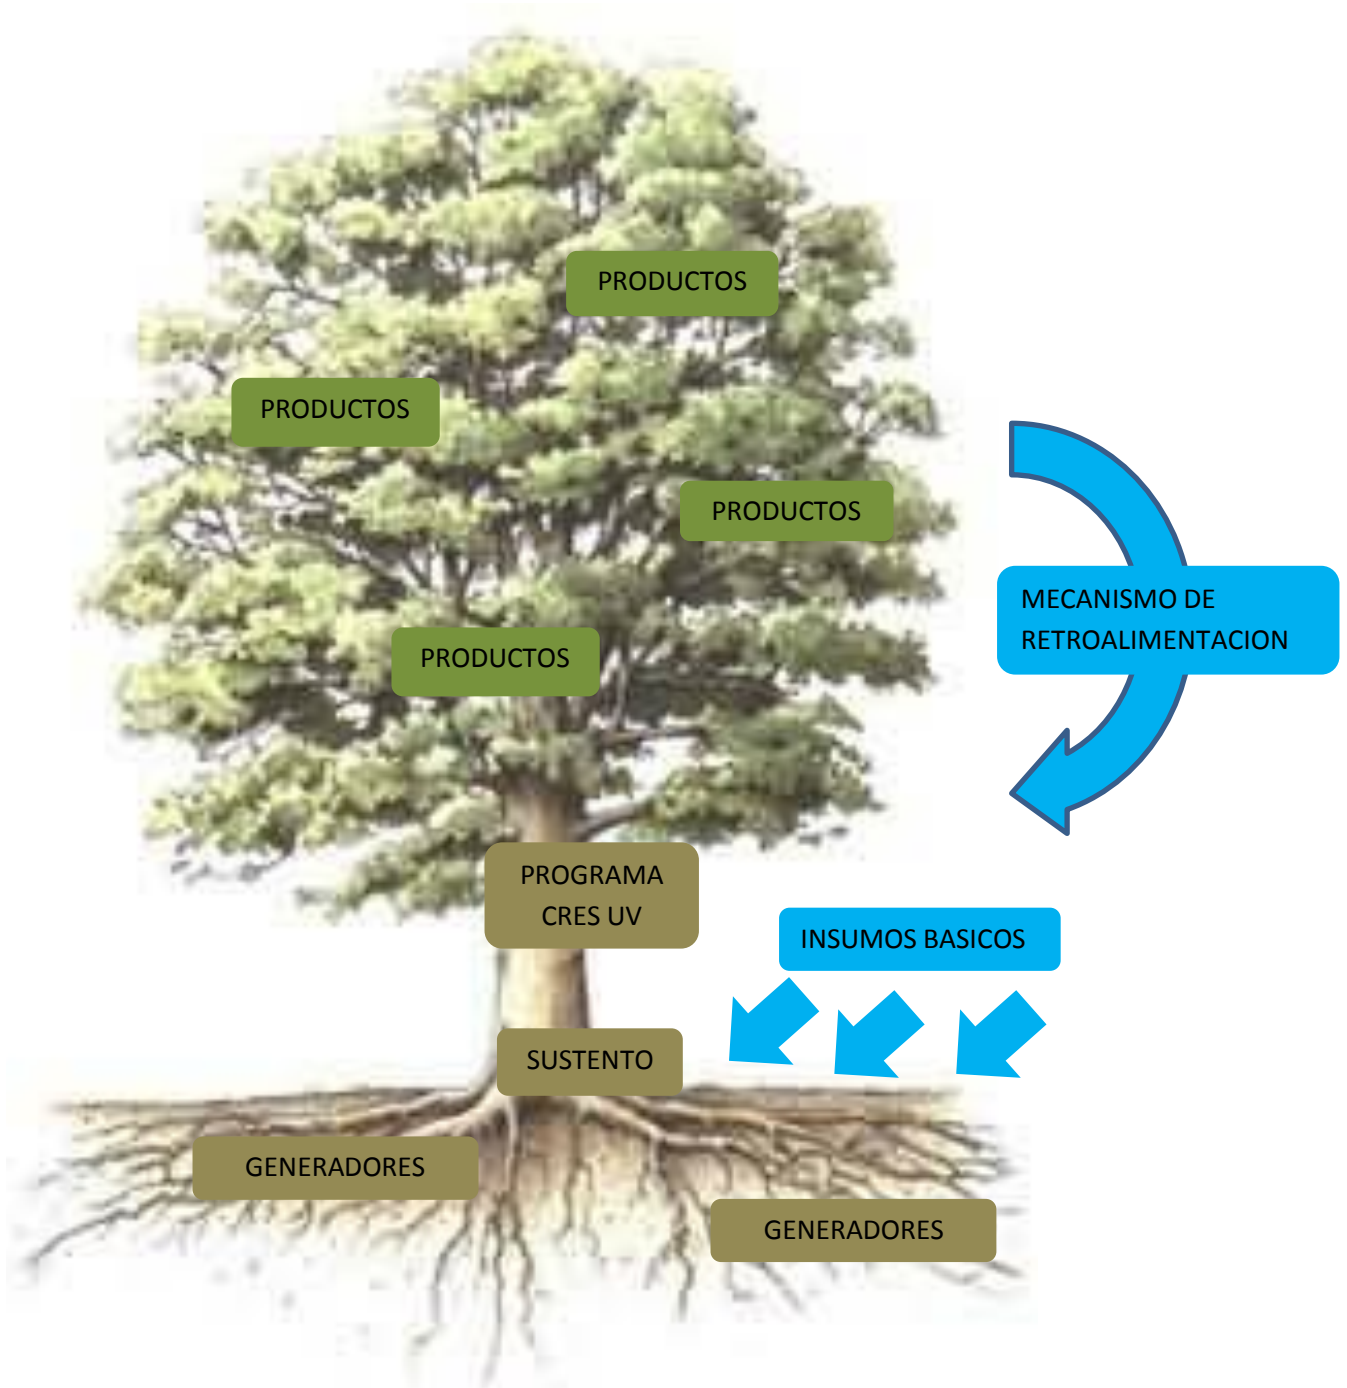 PRODUCTOS
PRODUCTOS
PRODUCTOS
MECANISMO DE
RETROALIMENTACION
PRODUCTOS
PROGRAMA
CRES UV
INSUMOS BASICOS
SUSTENTO
GENERADORES
GENERADORES